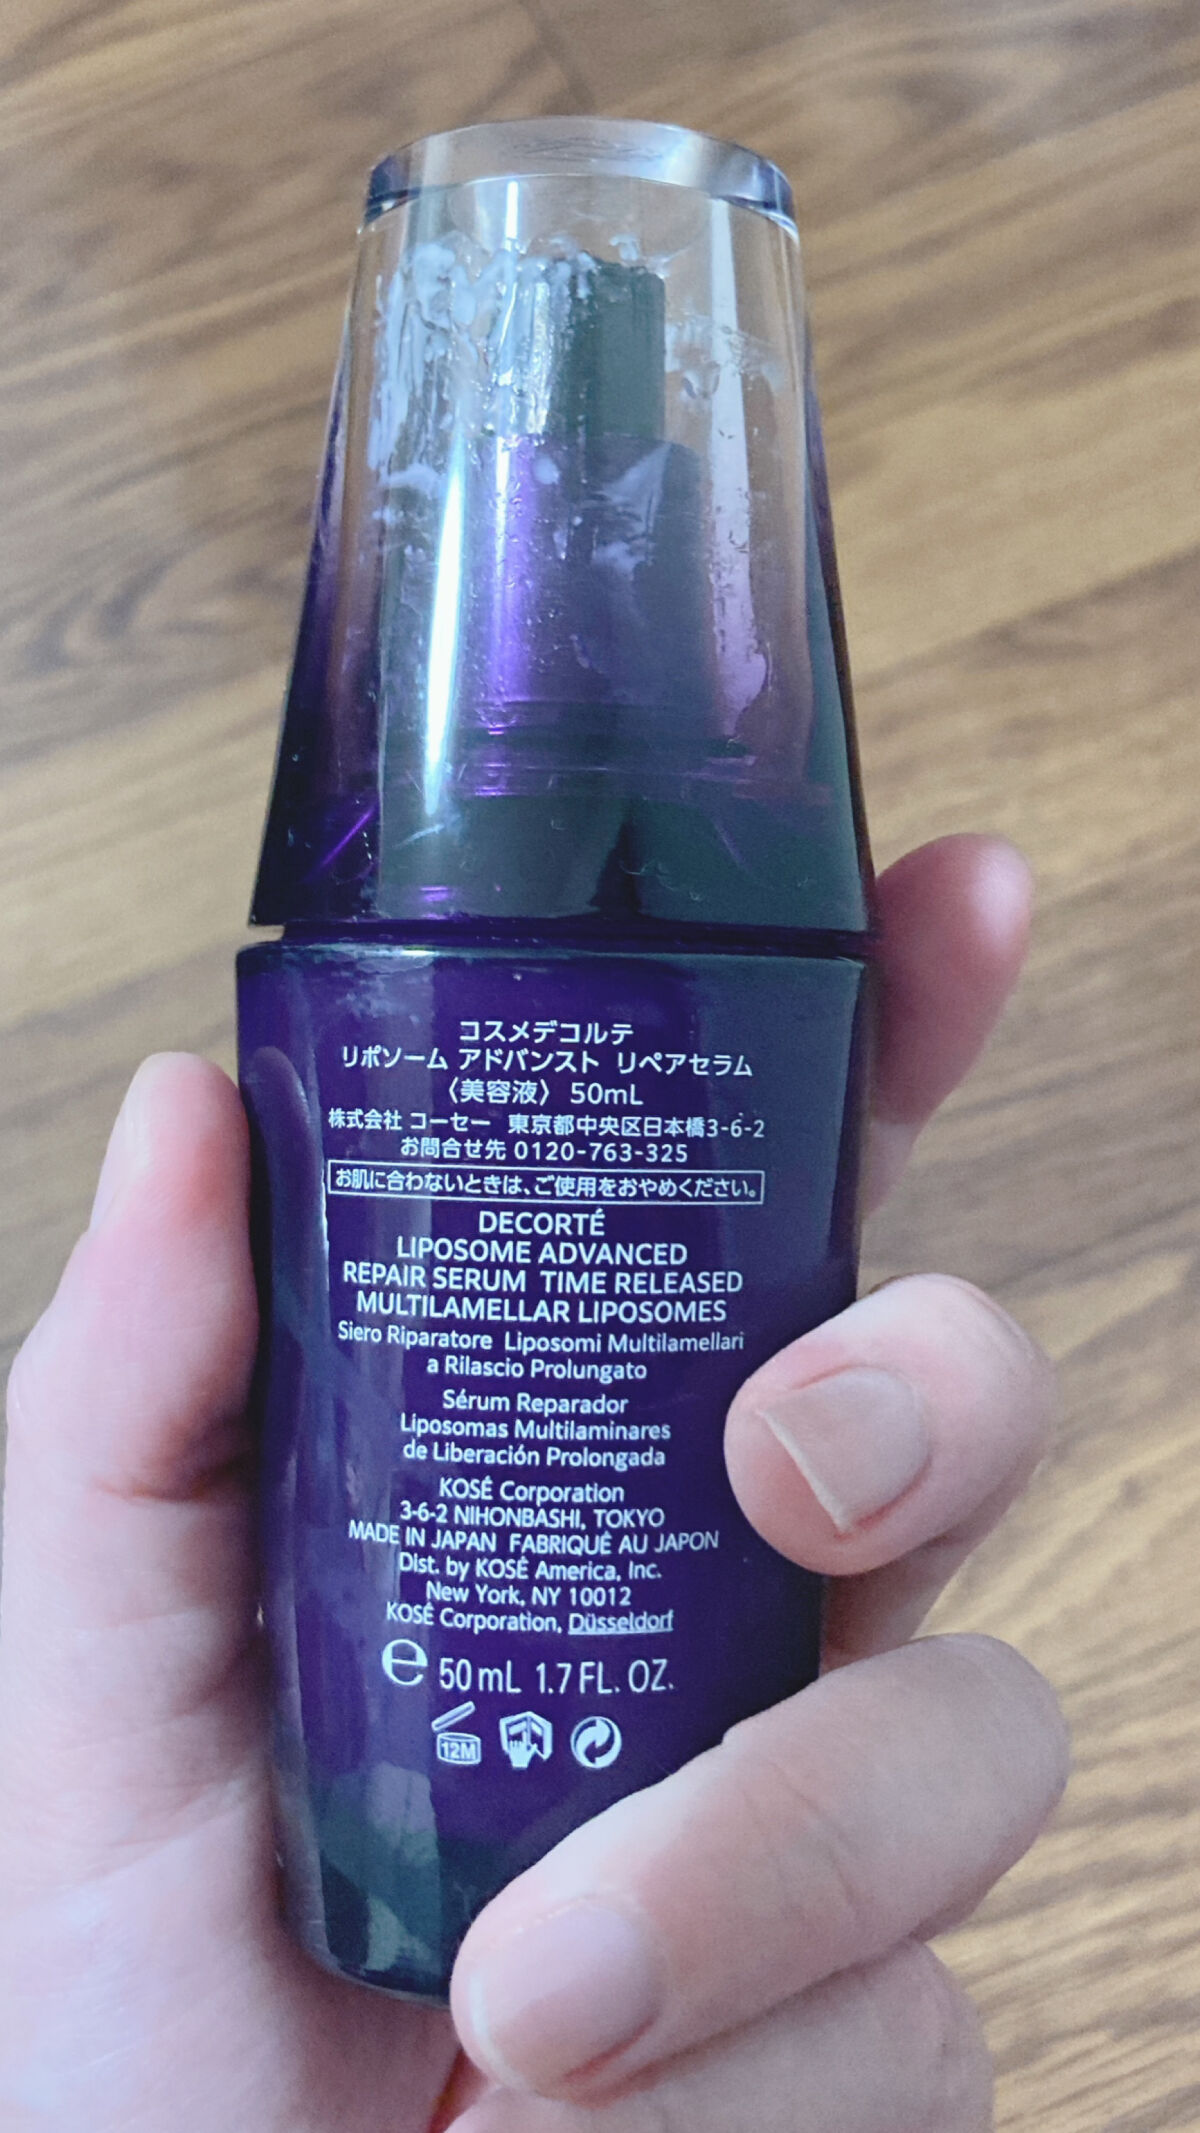 コスメデコルテ
リポソーム アドバンスト リペアセラム
〈美容液〉 50mL
株式会社 コーセー 東京都中央区日本橋3-6-2
お問合せ先 0120-763-325
お肌に合わないときは、ご使用をおやめください。
DECORTÉ
LIPOSOME ADVANCED
REPAIR SERUM TIME RELEASED
MULTILAMELLAR LIPOSOMES
Siero Riparatore Liposomi Multilamellari
a Rilascio Prolungato
Sérum Reparador
Liposomas Multilaminares
de Liberación Prolongada
KOSÉ Corporation
3-6-2 NIHONBASHI, TOKYO
MADE IN JAPAN FABRIQUÉ AU JAPON
Dist. by KOSÉ America, Inc.
New York, NY 10012
KOSÉ Corporation, Düsseldorf
e 50 mL 1.7 FL. OZ.
12M